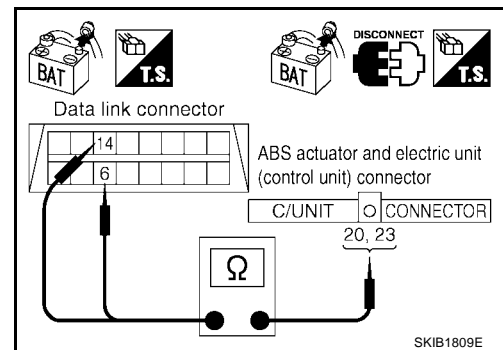 DISCONNECT
BAT
T.S.
BAT
T.S.
Data link connector
14
6
ABS actuator and electric unit
(control unit) connector
C/UNIT
CONNECTOR
20, 23
Ω
SKIB1809E